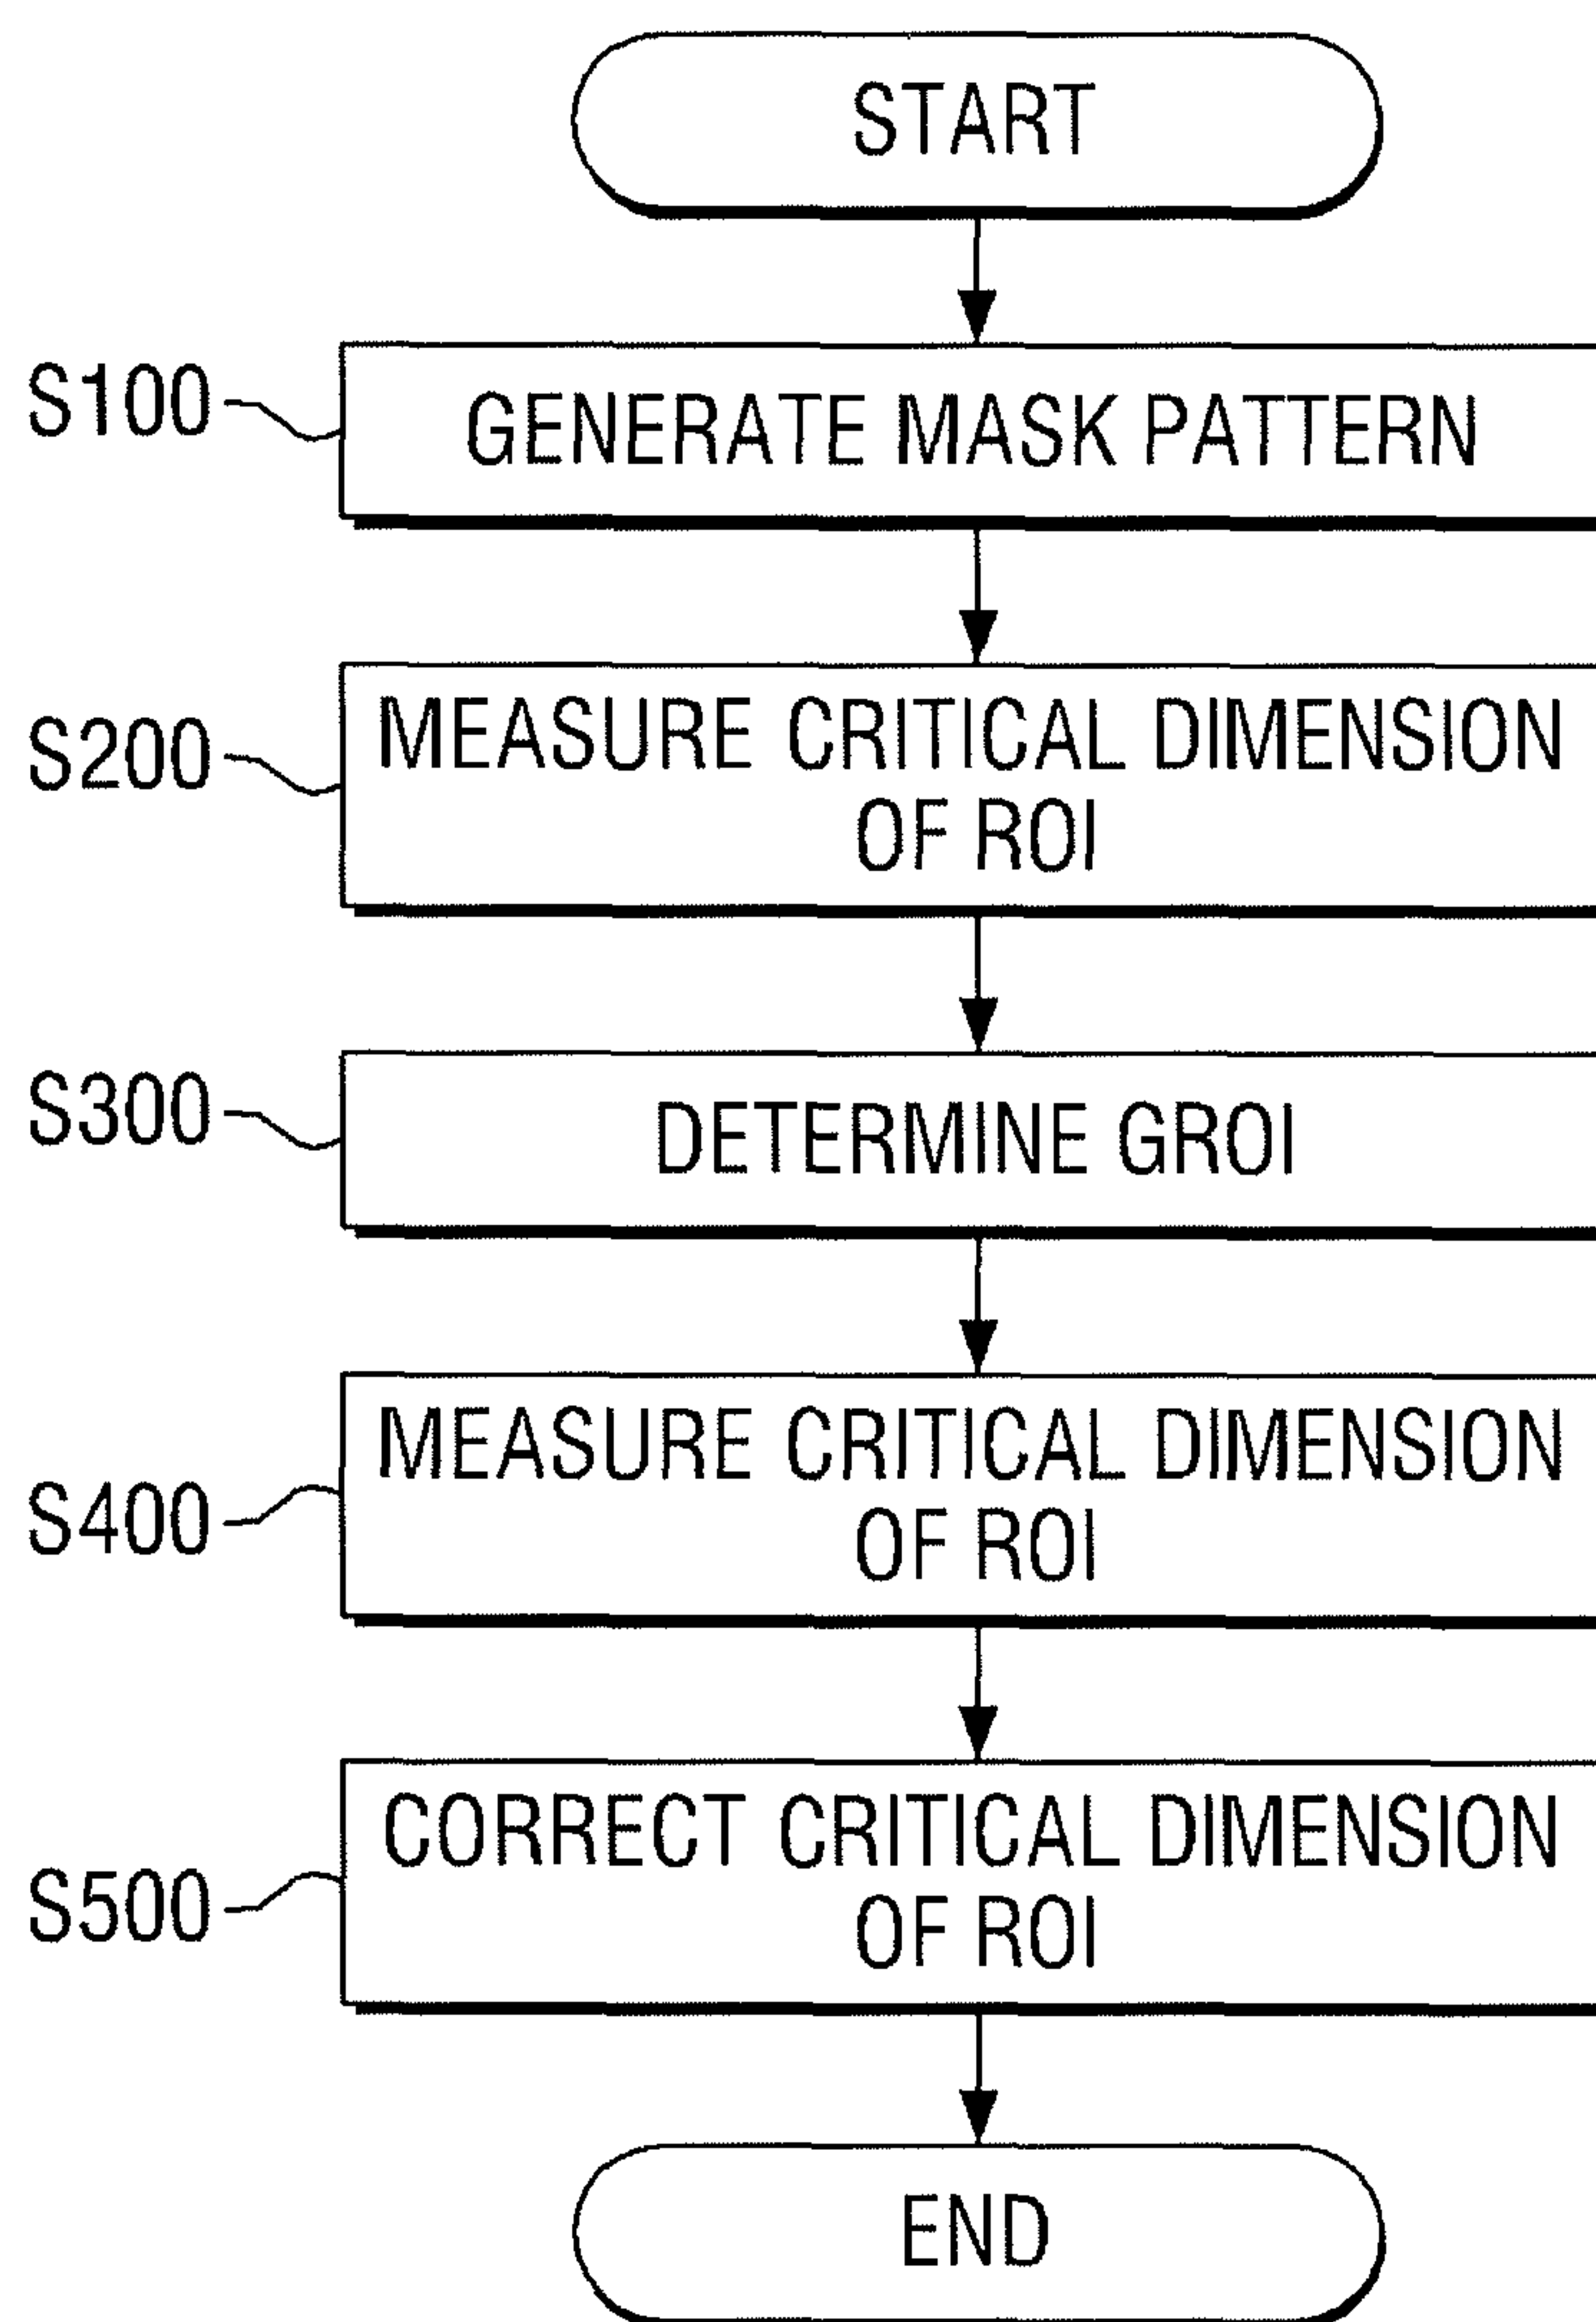 START
S100
GENERATE MASK PATTERN
S200
MEASURE CRITICAL DIMENSION
OF ROI
S300
DETERMINE GROI
S400
MEASURE CRITICAL DIMENSION
OF ROI
S500
CORRECT CRITICAL DIMENSION
OF ROI
END